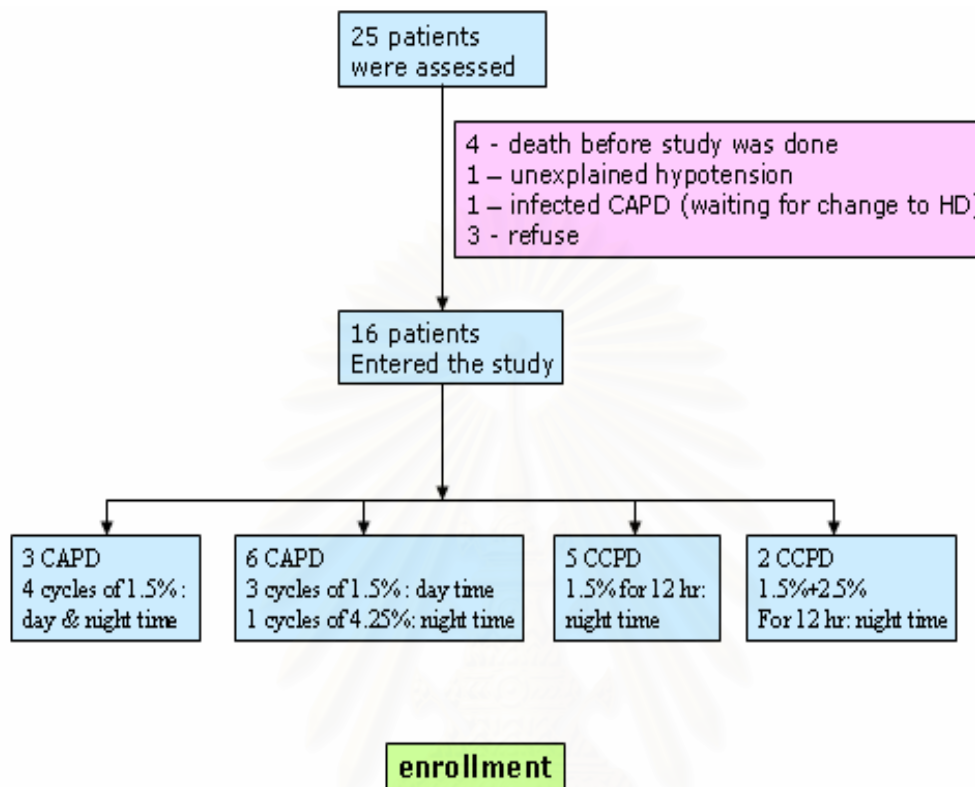 25 patients
were assessed
4 - death before study was done
1 – unexplained hypotension
1 – infected CAPD (waiting for change to HD)
3 - refuse
16 patients
Entered the study
3 CAPD
4 cycles of 1.5% :
day & night time
6 CAPD
3 cycles of 1.5%: day time
1 cycles of 4.25%: night time
5 CCPD
1.5% for 12 hr:
night time
2 CCPD
1.5%+2.5%
For 12 hr: night time
enrollment